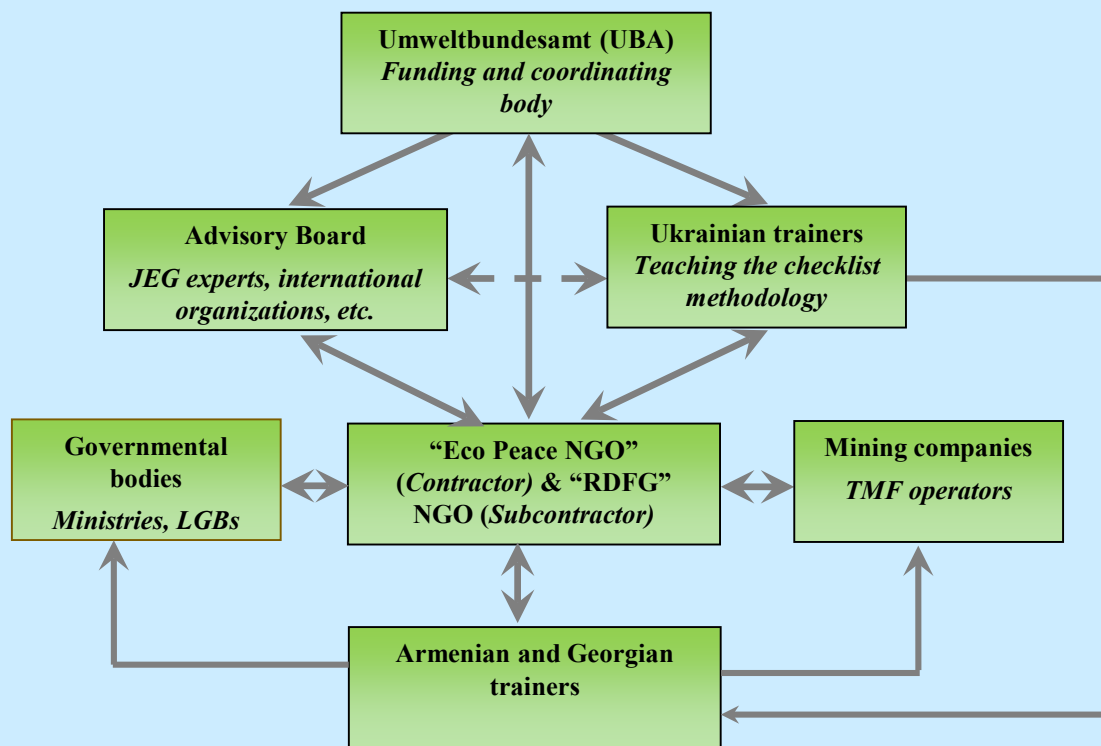 Umweltbundesamt (UBA)
Funding and coordinating
body
Advisory Board
JEG experts, international
organizations, etc.
Ukrainian trainers
Teaching the checklist
methodology
Governmental
bodies
Ministries, LGBs
“Eco Peace NGO”
(Contractor) & “RDFG”
NGO (Subcontractor)
Mining companies
TMF operators
Armenian and Georgian
trainers